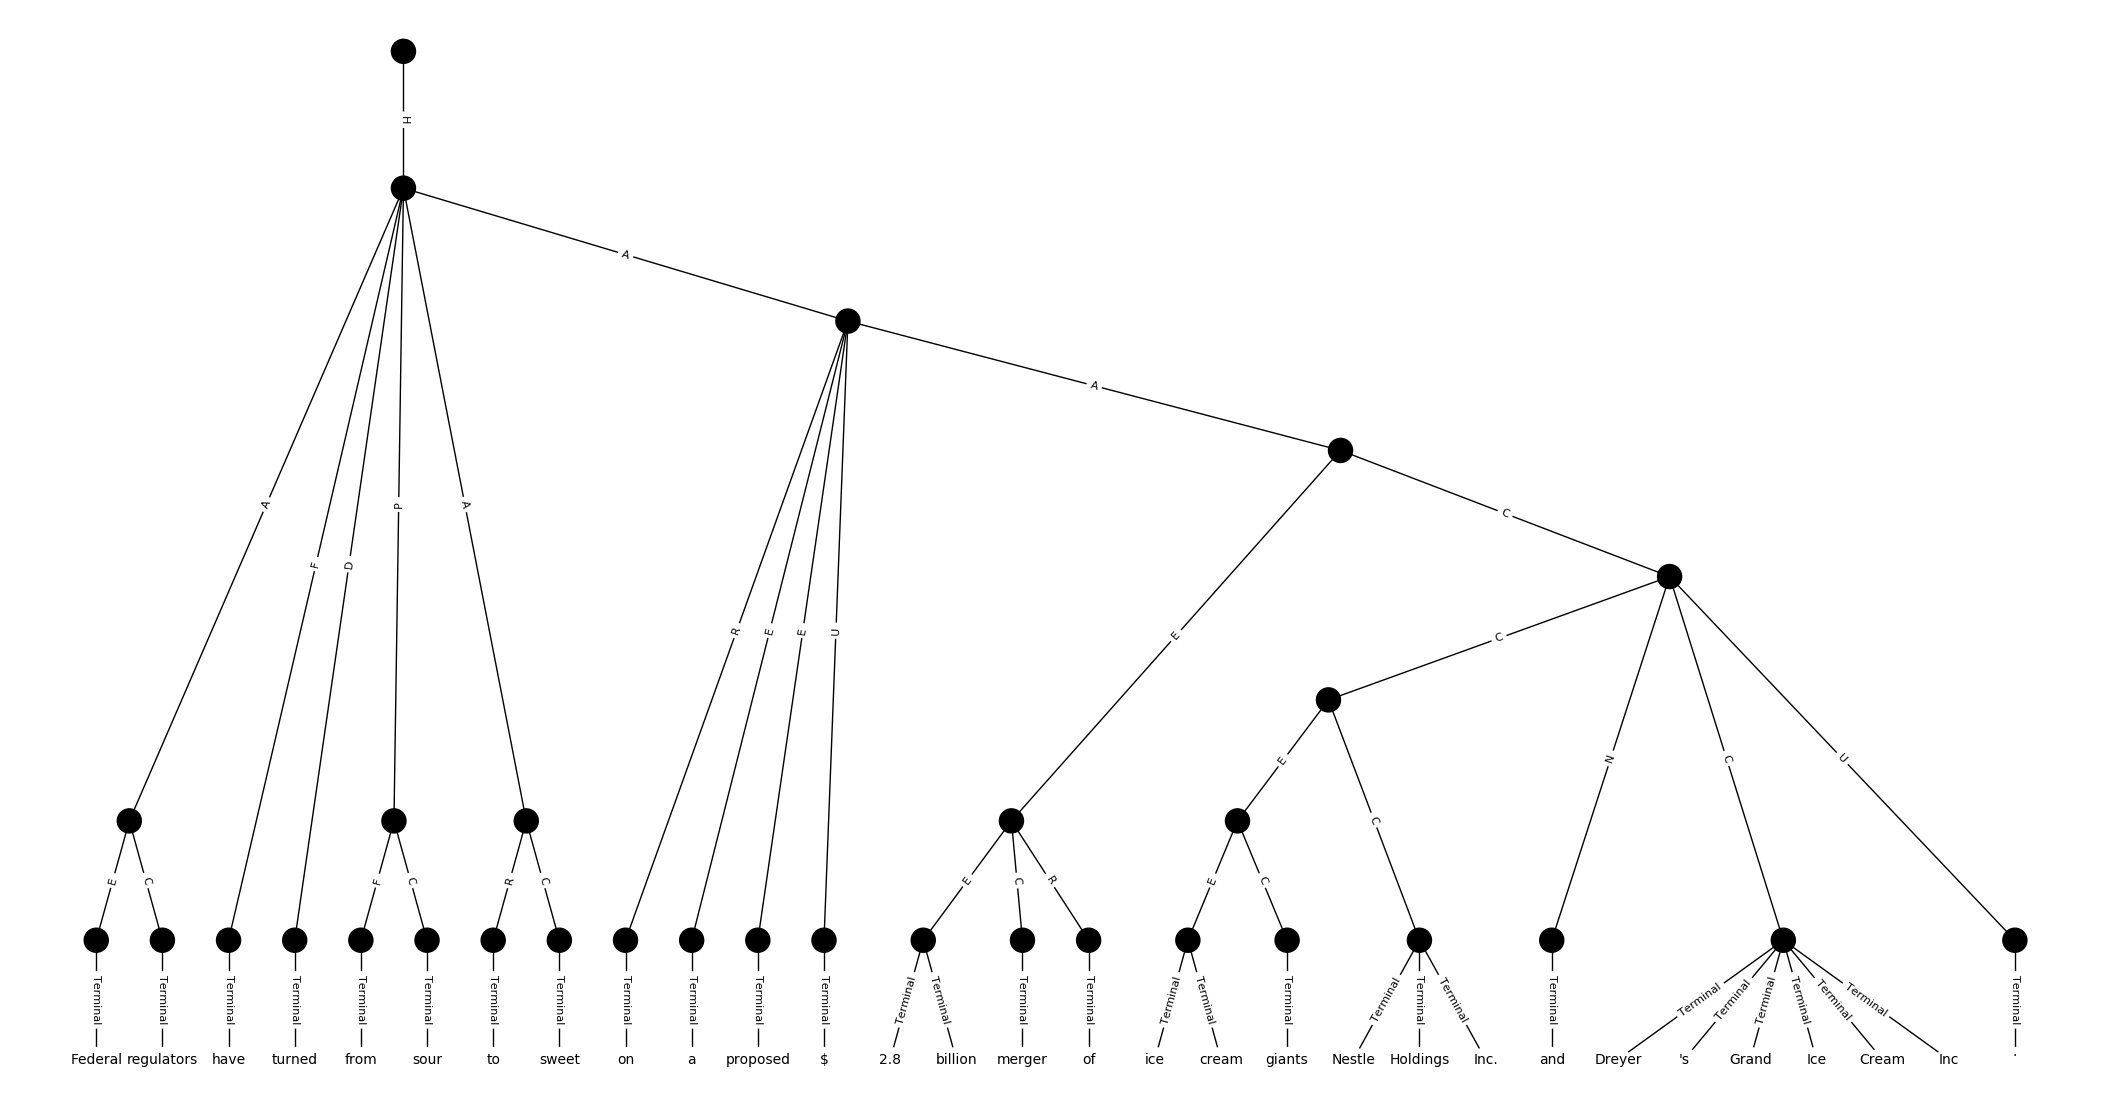 H
A
A
A F D P A
C
R E E U
E
C
E N C U
C
E C F C R C E C R E C
Terminal Terminal Terminal Terminal Terminal Terminal Terminal Terminal Terminal Terminal Terminal Terminal Terminal Terminal Terminal Terminal Terminal Terminal Terminal Terminal Terminal Terminal Terminal Terminal Terminal Terminal Terminal Terminal Terminal Terminal
Federal regulators have turned from sour to sweet on a proposed $ 2.8 billion merger of ice cream giants Nestle Holdings Inc. and Dreyer 's Grand Ice Cream Inc .